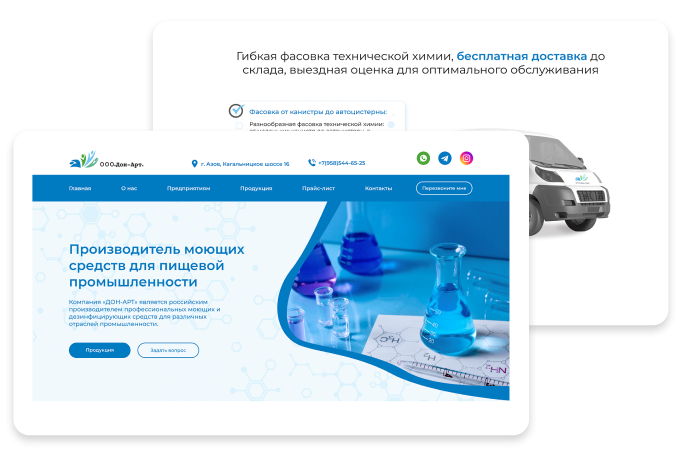 Гибкая фасовка технической химии, бесплатная доставка до
склада, выездная оценка для оптимального обслуживания
Фасовка от канистры до автоцистерны:
Разнообразная фасовка технической химии:
ООО«Дон-Арт»
г. Азов, Кагальницкое шоссе 16
+7(958)544-65-25
Главная
О нас
Предприятиям
Продукция
Прайс-лист
Контакты
Перезвоните мне
Производитель моющих
средств для пищевой
промышленности
Компания «ДОН-АРТ» является российским
производителем профессиональных моющих и
дезинфицирующих средств для различных
отраслей промышленности.
Продукция
Задать вопрос